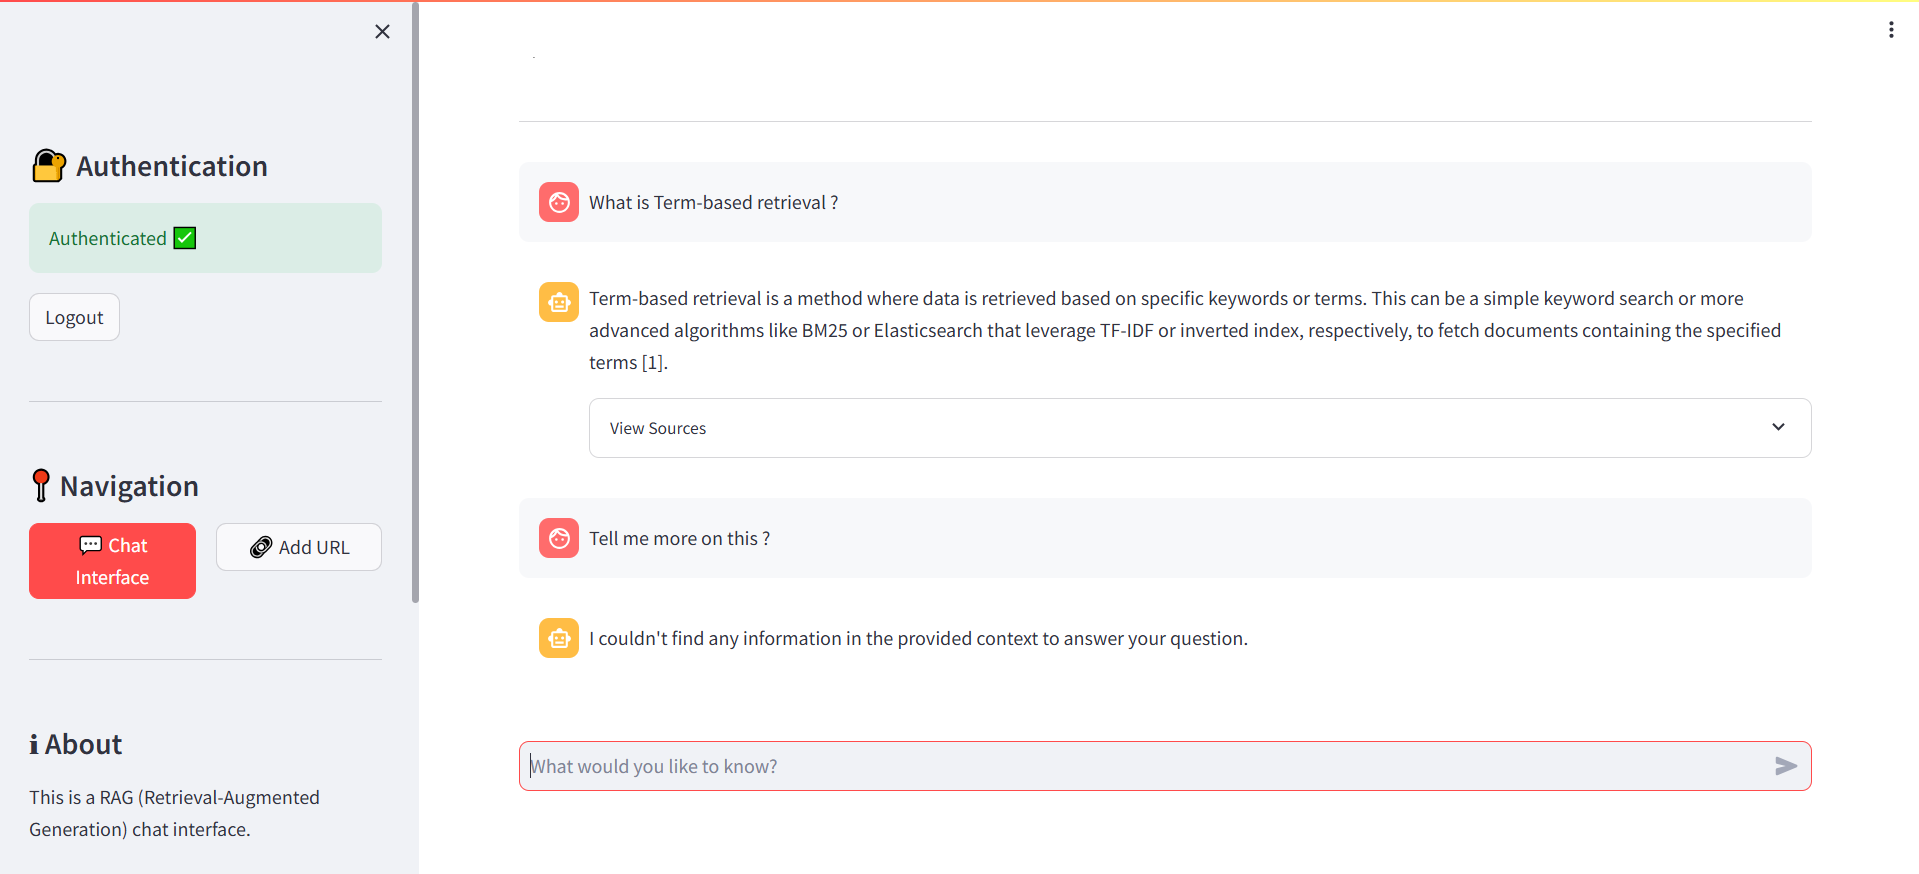 Authentication
Authenticated
Logout
Navigation
Chat
Interface
Add URL
About
This is a RAG (Retrieval-Augmented
Generation) chat interface.
What is Term-based retrieval ?
Term-based retrieval is a method where data is retrieved based on specific keywords or terms. This can be a simple keyword search or more
advanced algorithms like BM25 or Elasticsearch that leverage TF-IDF or inverted index, respectively, to fetch documents containing the specified
terms [1].
View Sources
Tell me more on this ?
I couldn't find any information in the provided context to answer your question.
What would you like to know?